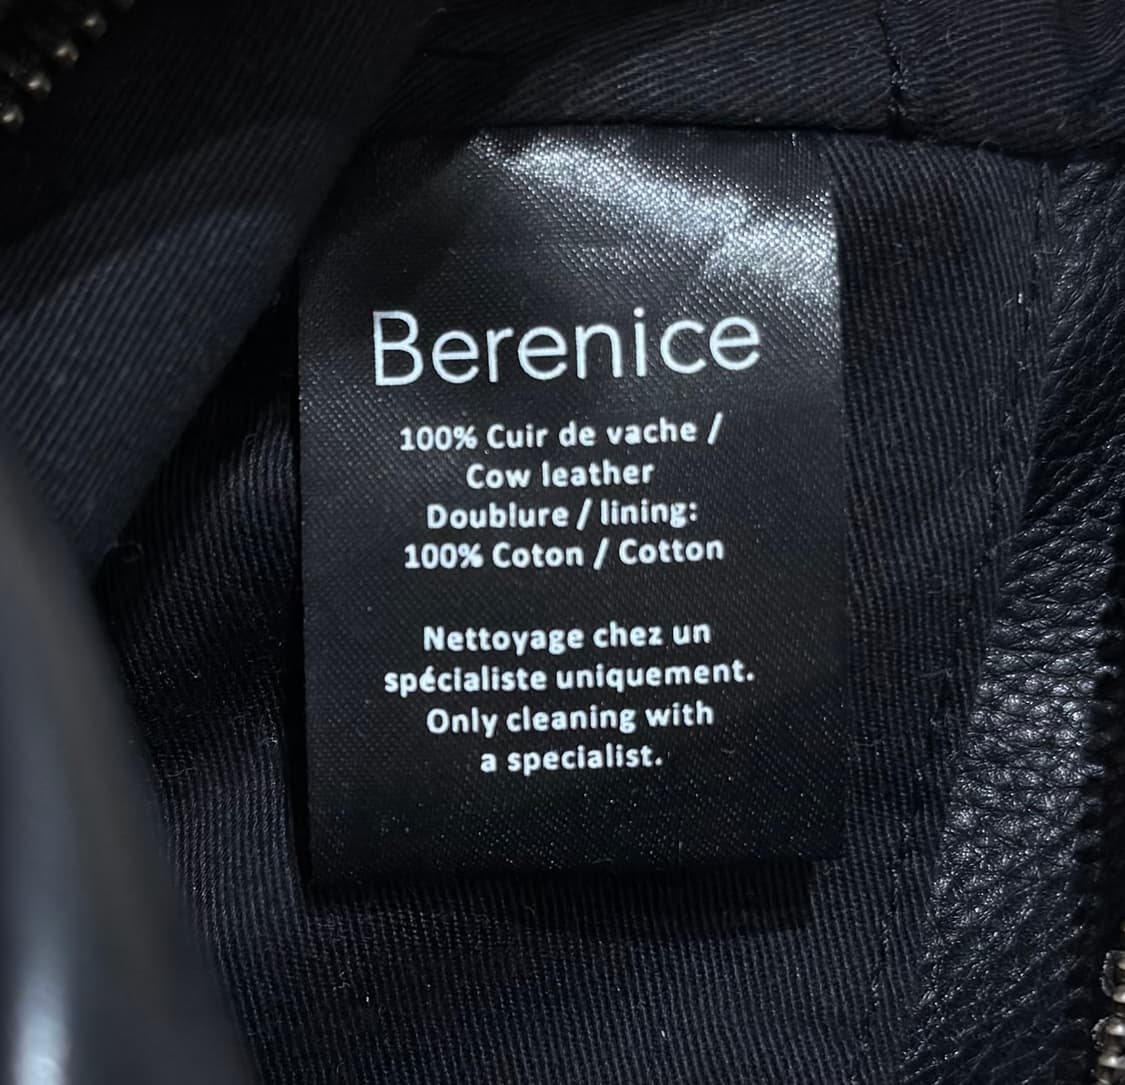 Berenice
100% Cuir de vache /
Cow leather
Doublure / lining:
100% Coton / Cotton
Nettoyage chez un
spécialiste uniquement.
Only cleaning with
a specialist.